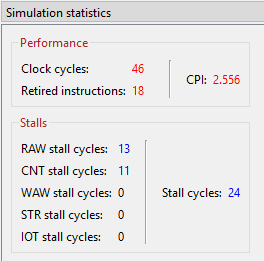 Simulation statistics
Performance
Clock cycles: 46
Retired instructions: 18
CPI: 2.556
Stalls
RAW stall cycles: 13
CNT stall cycles: 11
WAW stall cycles: 0
STR stall cycles: 0
IOT stall cycles: 0
Stall cycles: 24